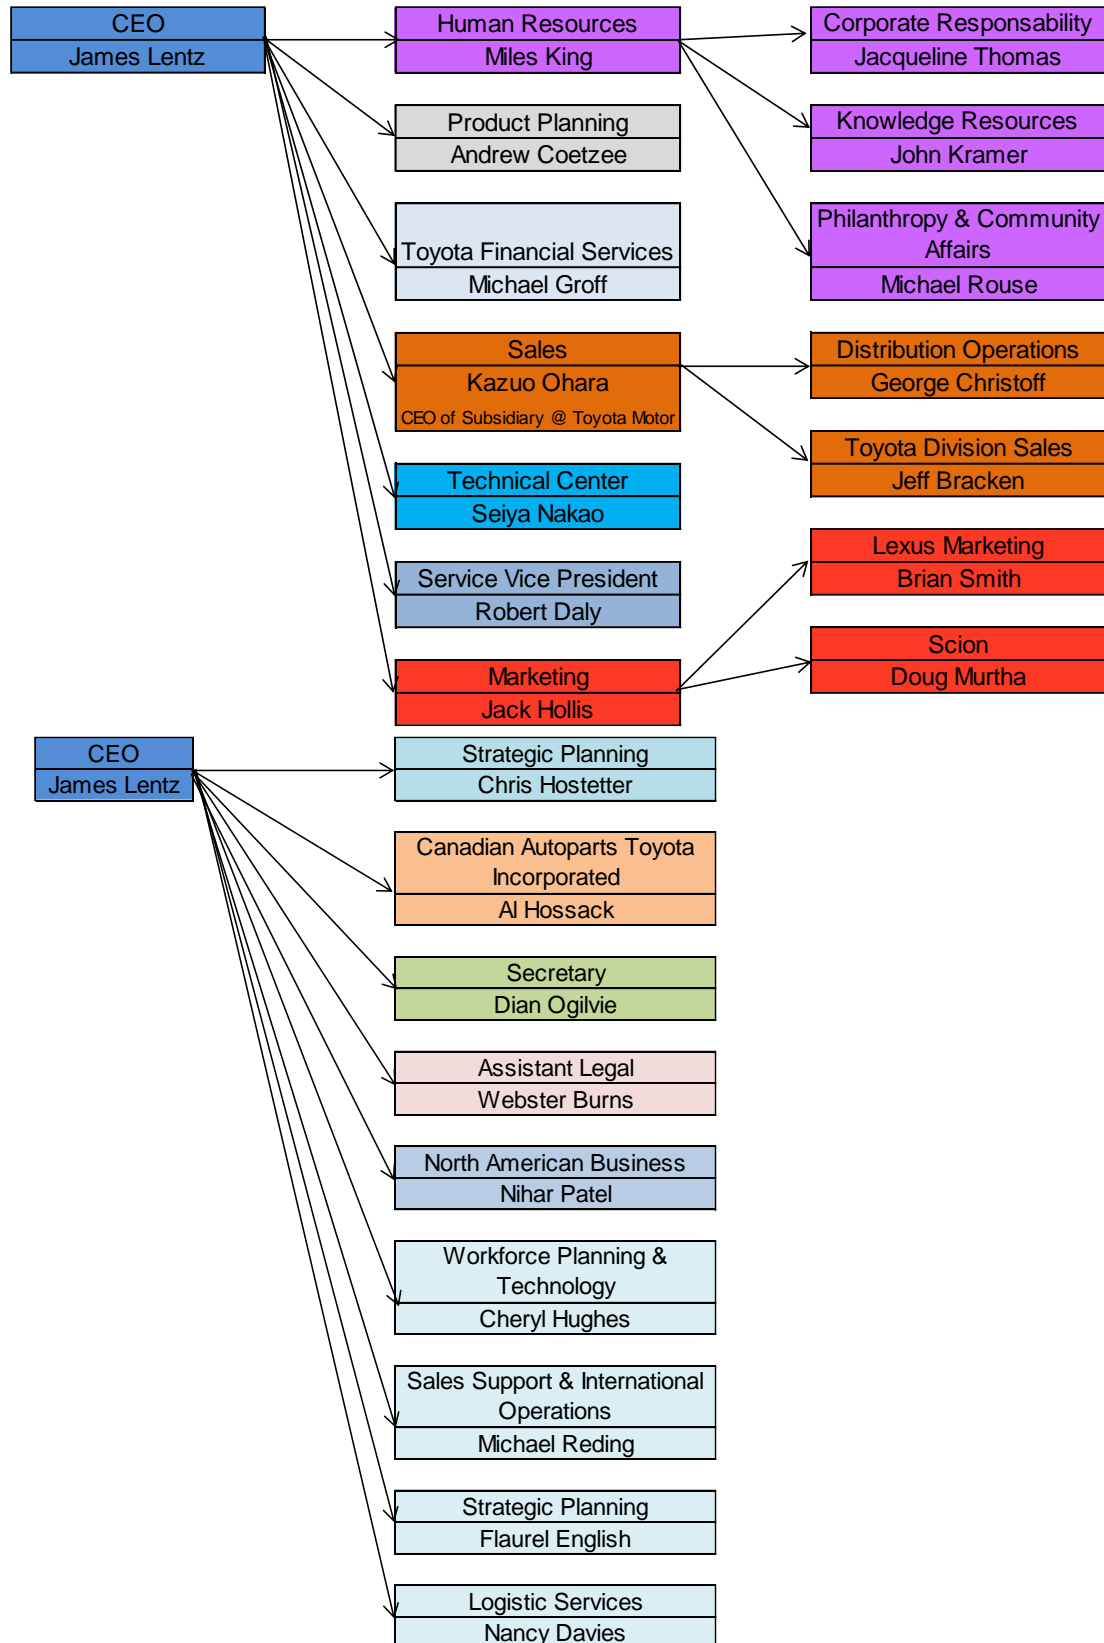 CEO
James Lentz
Human Resources
Miles King
Corporate Responsability
Jacqueline Thomas
Product Planning
Andrew Coetzee
Knowledge Resources
John Kramer
Toyota Financial Services
Michael Groff
Philanthropy & Community
Affairs
Michael Rouse
Sales
Kazuo Ohara
CEO of Subsidiary @ Toyota Motor
Distribution Operations
George Christoff
Toyota Division Sales
Jeff Bracken
Technical Center
Seiya Nakao
Lexus Marketing
Brian Smith
Service Vice President
Robert Daly
Scion
Doug Murtha
Marketing
Jack Hollis
CEO
James Lentz
Strategic Planning
Chris Hostetter
Canadian Autoparts Toyota
Incorporated
Al Hossack
Secretary
Dian Ogilvie
Assistant Legal
Webster Burns
North American Business
Nihar Patel
Workforce Planning &
Technology
Cheryl Hughes
Sales Support & International
Operations
Michael Reding
Strategic Planning
Flaurel English
Logistic Services
Nancy Davies